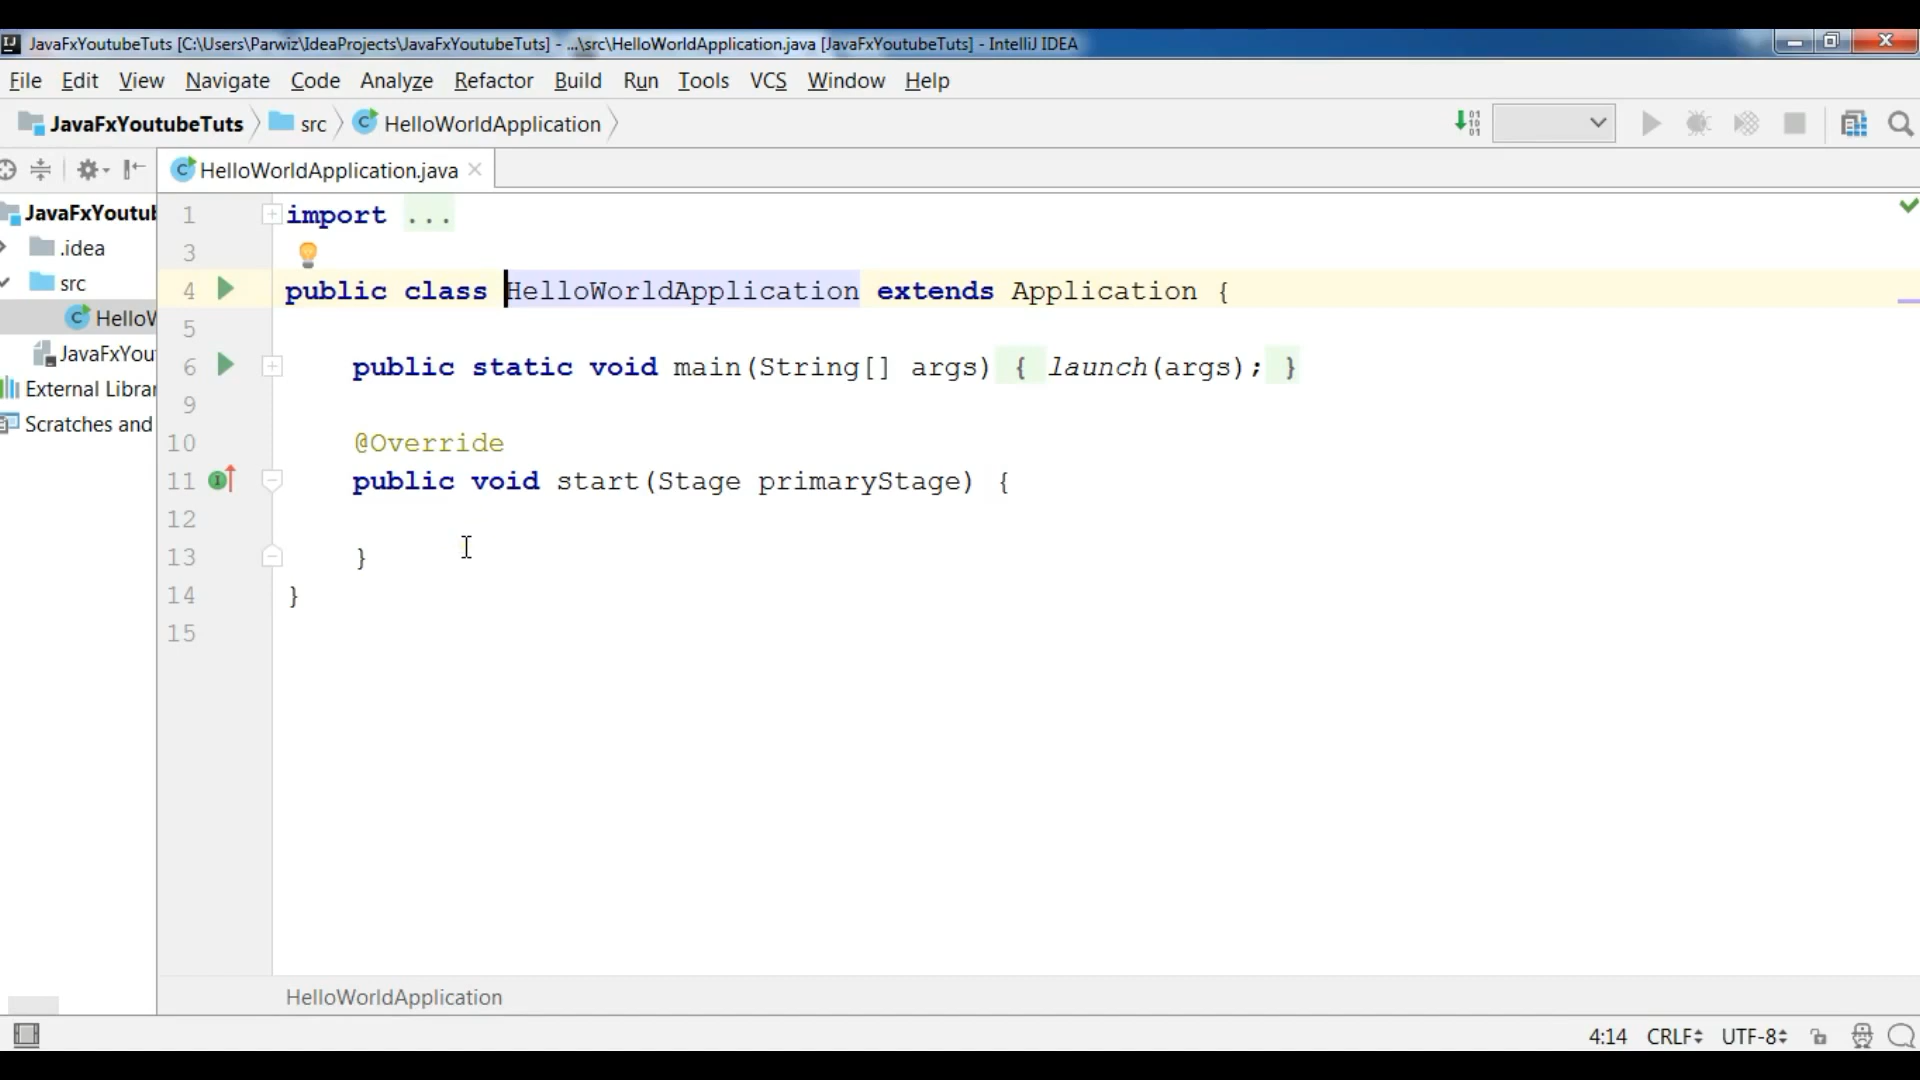 JavaFxYoutubeTuts [C:\Users\Parwiz\IdeaProjects\JavaFxYoutubeTuts] - ...\src\HelloWorldApplication.java [JavaFxYoutubeTuts] - IntelliJ IDEA
File Edit View Navigate Code Analyze Refactor Build Run Tools VCS Window Help
JavaFxYoutubeTuts src HelloWorldApplication
HelloWorldApplication.java
JavaFxYoutub
.idea
src
HelloW
JavaFxYou
External Librar
Scratches and
1 import ...
3
4 public class HelloWorldApplication extends Application {
5
6 public static void main(String[] args) { launch(args); }
9
10 @Override
11 public void start(Stage primaryStage) {
12
13 }
14 }
15
HelloWorldApplication
4:14 CRLF UTF-8